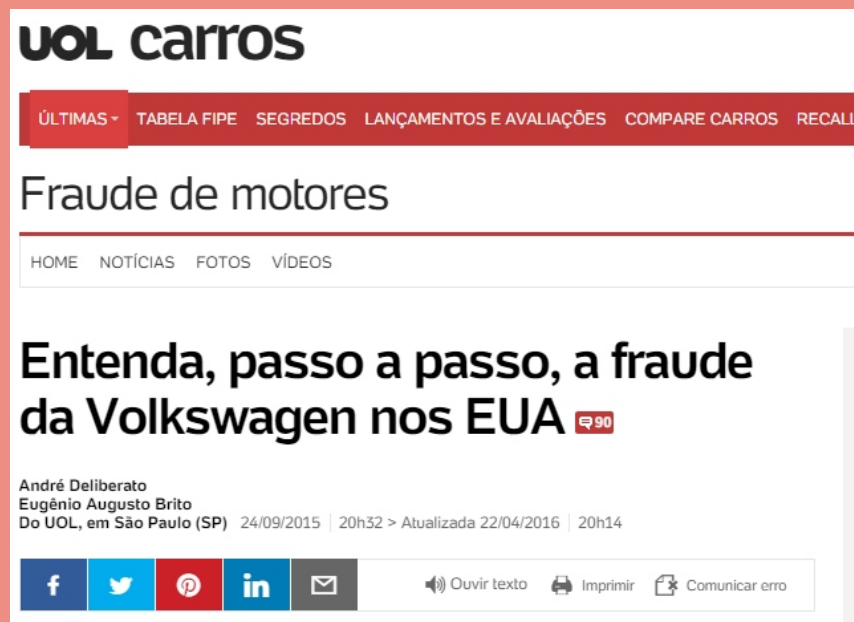 UOL carros
ÚLTIMAS TABELA FIPE SEGREDOS LANÇAMENTOS E AVALIAÇÕES COMPARE CARROS RECALL
Fraude de motores
HOME NOTÍCIAS FOTOS VÍDEOS
Entenda, passo a passo, a fraude
da Volkswagen nos EUA 90
André Deliberato
Eugênio Augusto Brito
Do UOL, em São Paulo (SP) 24/09/2015 20h32 > Atualizada 22/04/2016 20h14
f in Ouvir texto Imprimir Comunicar erro